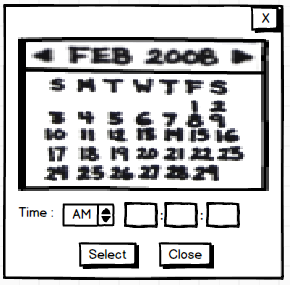 X
FEB 2008
S M T W T F S
1 2
3 4 5 6 7 8 9
10 11 12 13 14 15 16
17 18 19 20 21 22 23
24 25 26 27 28 29
Time : AM : :
Select Close